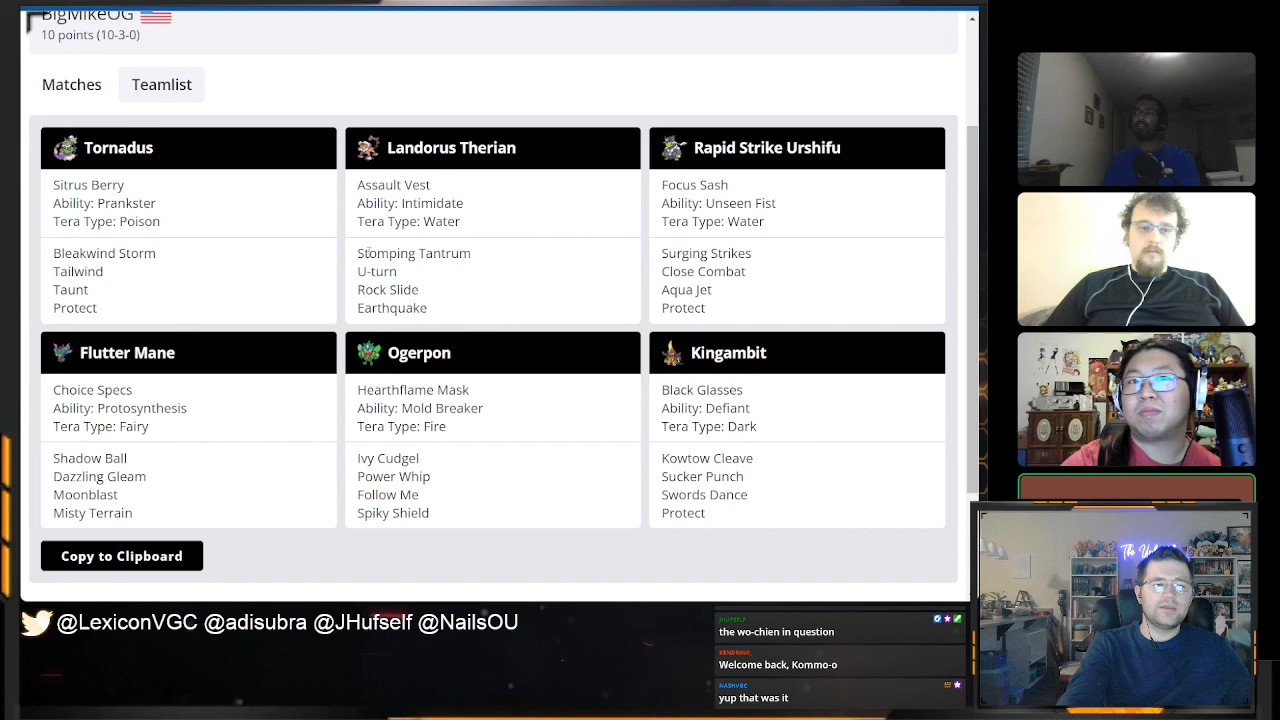 BigMikeOG
10 points (10-3-0)
Matches
Teamlist
Tornadus
Sitrus Berry
Ability: Prankster
Tera Type: Poison
Bleakwind Storm
Tailwind
Taunt
Protect
Landorus Therian
Assault Vest
Ability: Intimidate
Tera Type: Water
Stomping Tantrum
U-turn
Rock Slide
Earthquake
Rapid Strike Urshifu
Focus Sash
Ability: Unseen Fist
Tera Type: Water
Surging Strikes
Close Combat
Aqua Jet
Protect
Flutter Mane
Choice Specs
Ability: Protosynthesis
Tera Type: Fairy
Shadow Ball
Dazzling Gleam
Moonblast
Misty Terrain
Ogerpon
Hearthflame Mask
Ability: Mold Breaker
Tera Type: Fire
Ivy Cudgel
Power Whip
Follow Me
Spiky Shield
Kingambit
Black Glasses
Ability: Defiant
Tera Type: Dark
Kowtow Cleave
Sucker Punch
Swords Dance
Protect
Copy to Clipboard
@LexiconVGC @adisubra @JHufself @NailsOU
JHUFSELF
the wo-chien in question
KENDRINK_
Welcome back, Kommo-o
NASHVGC
yup that was it
The